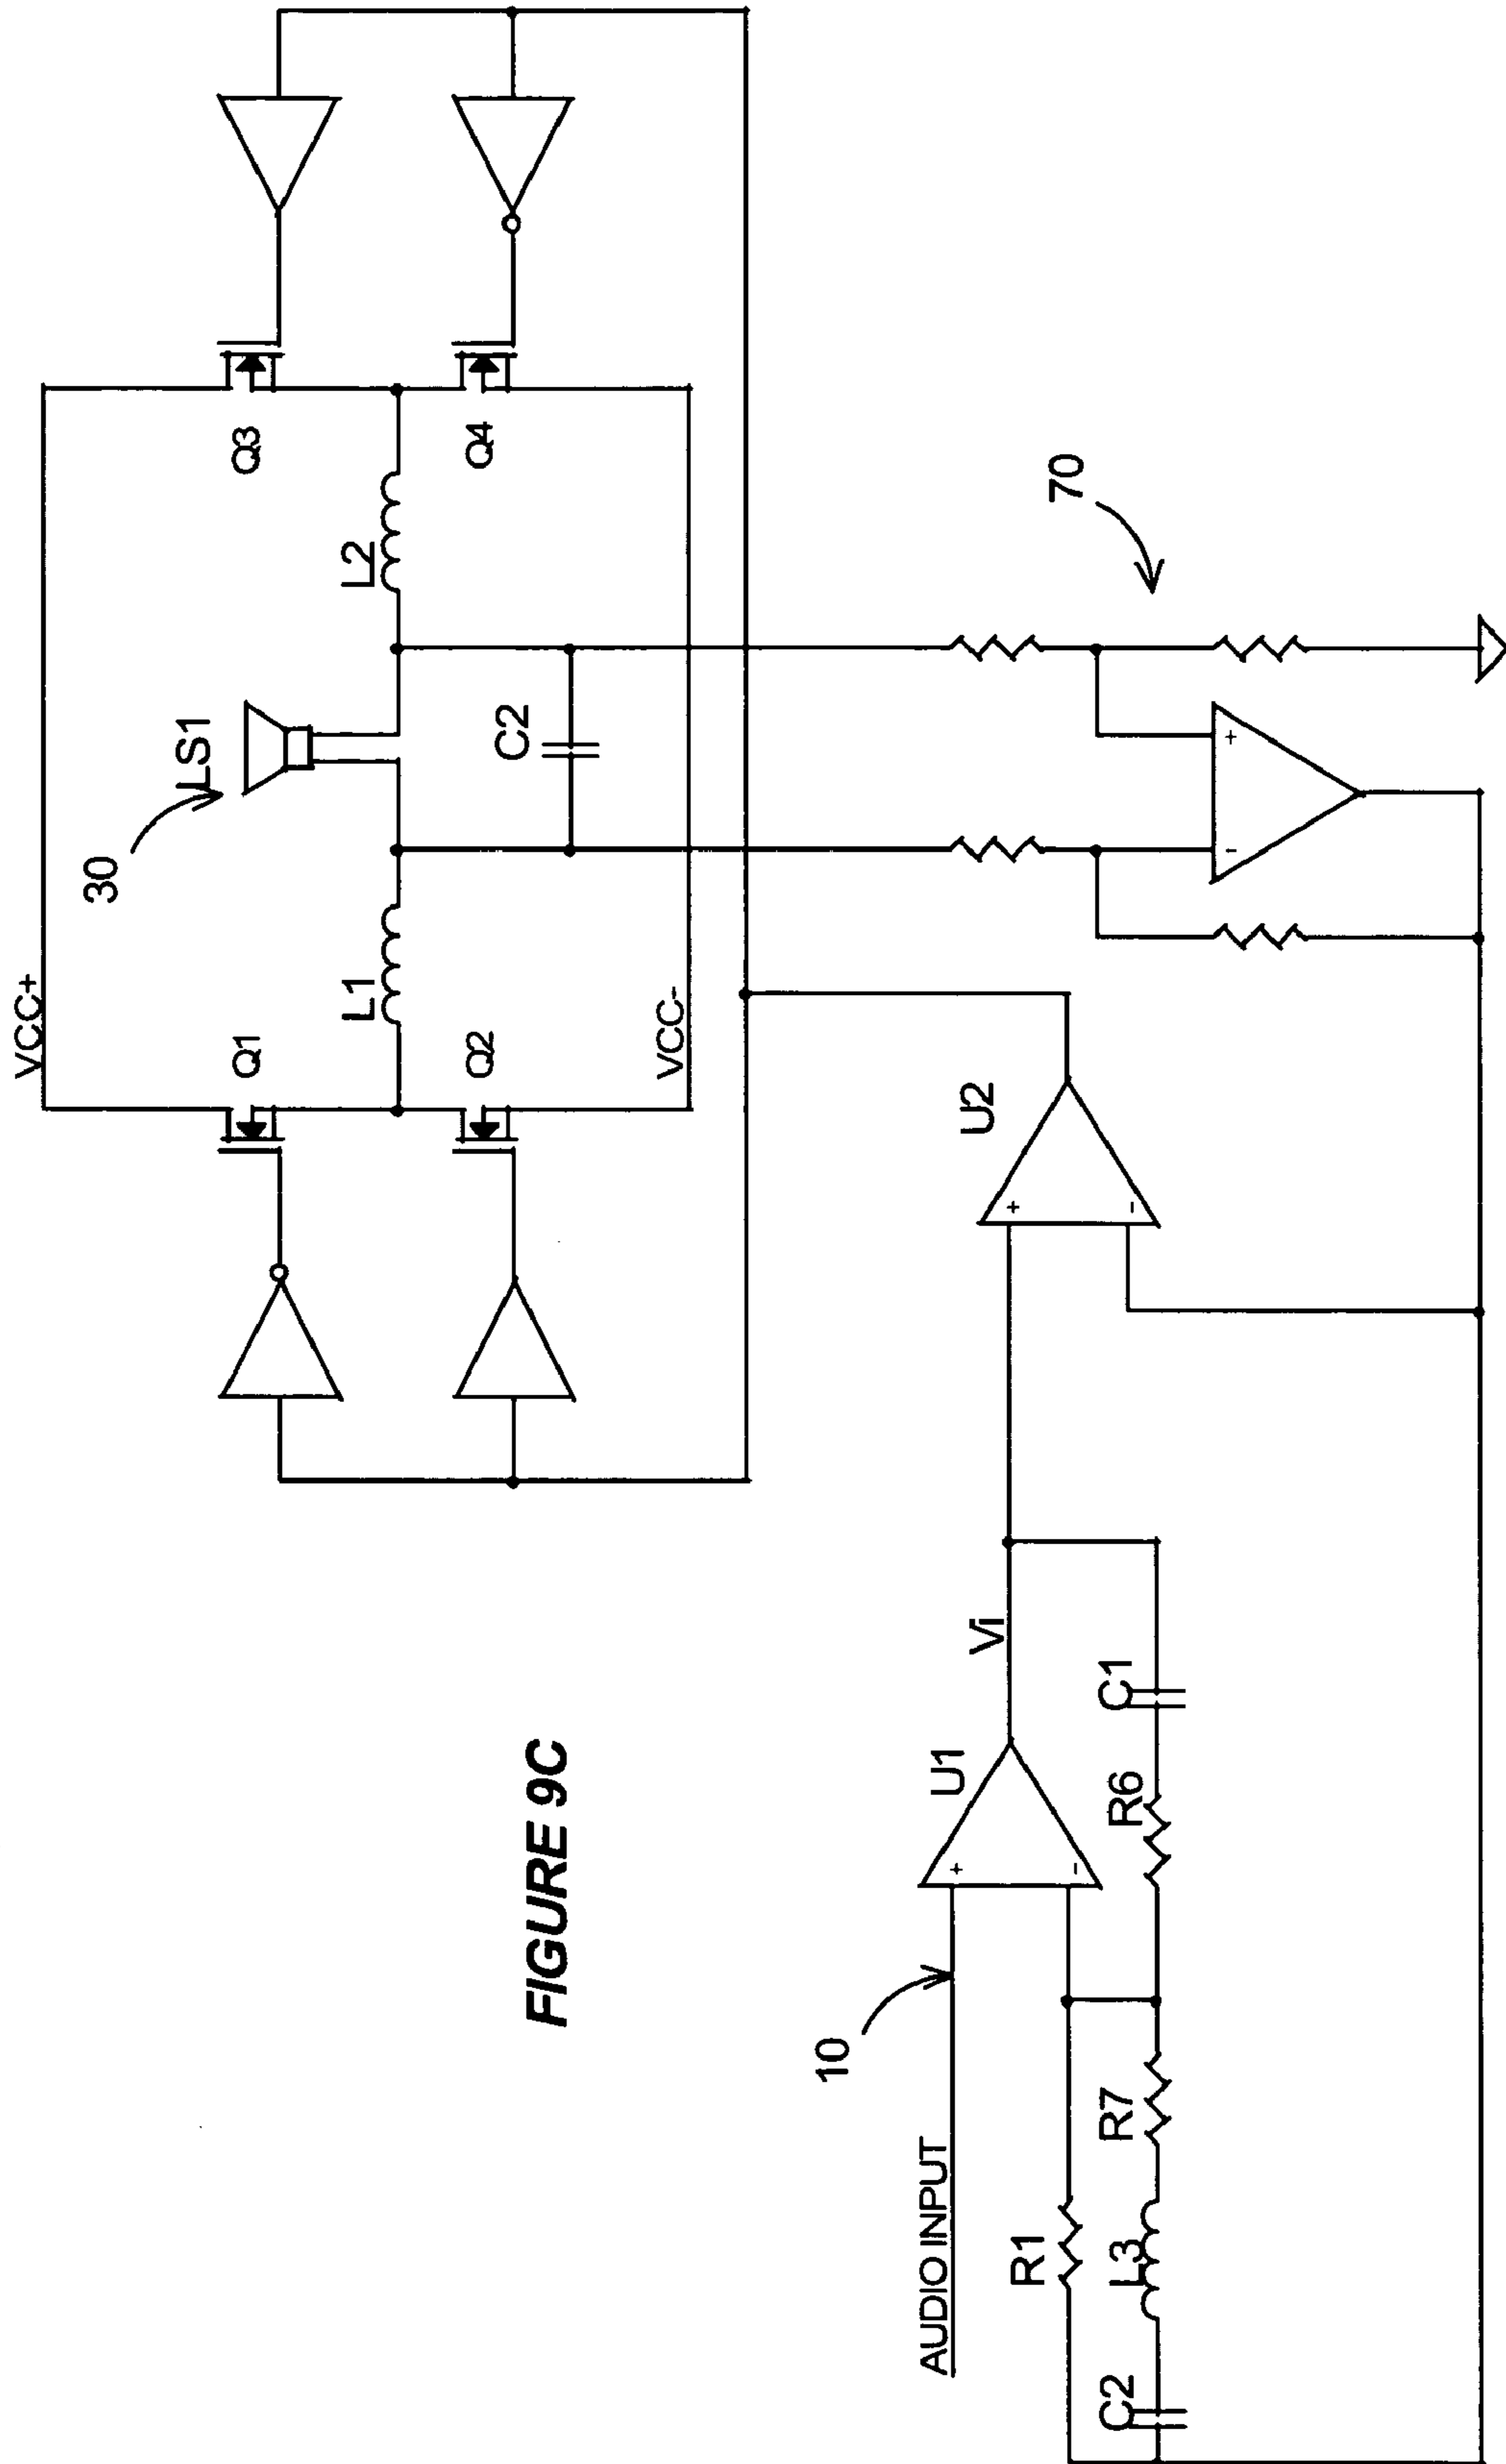 VCC+
Q1
Q2
VCC-
L1
30
LS1
C2
L2
Q3
Q4
70
+
-
U2
+
-
FIGURE 9C
Vi
U1
+
-
C1
R6
10
AUDIO INPUT
R1
R7
L3
C2